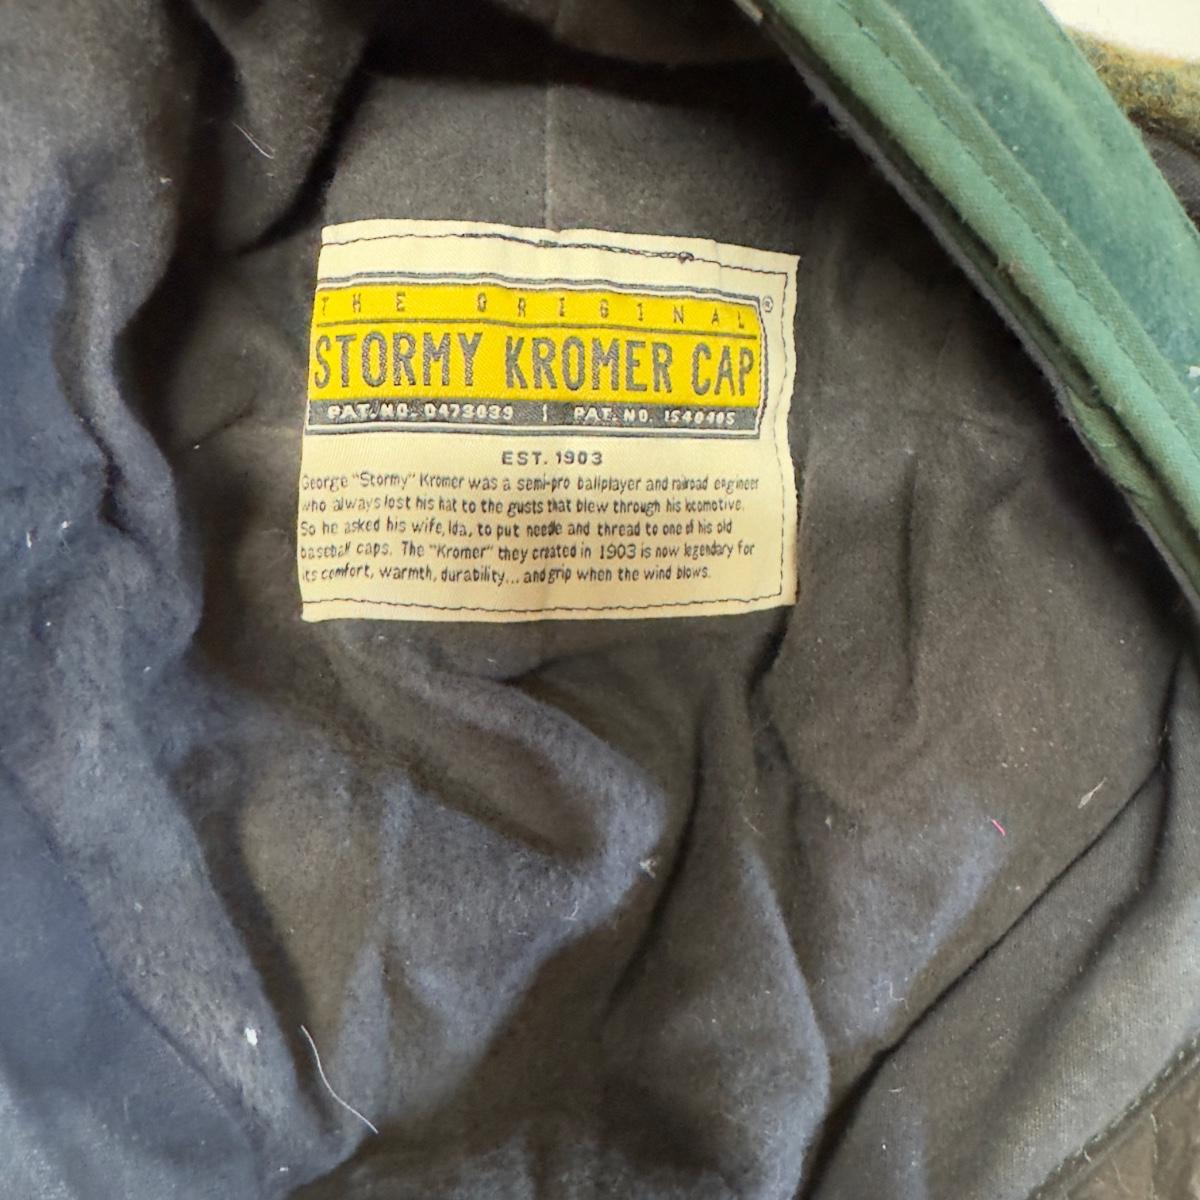 THE ORIGINAL ®
STORMY KROMER CAP
PAT. NO. D473039 | PAT. NO. 1540405
EST. 1903
George "Stormy" Kromer was a semi-pro ballplayer and railroad engineer
who always lost his hat to the gusts that blew through his locomotive.
So he asked his wife, Ida, to put needle and thread to one of his old
baseball caps. The "Kromer" they created in 1903 is now legendary for
its comfort, warmth, durability... and grip when the wind blows.